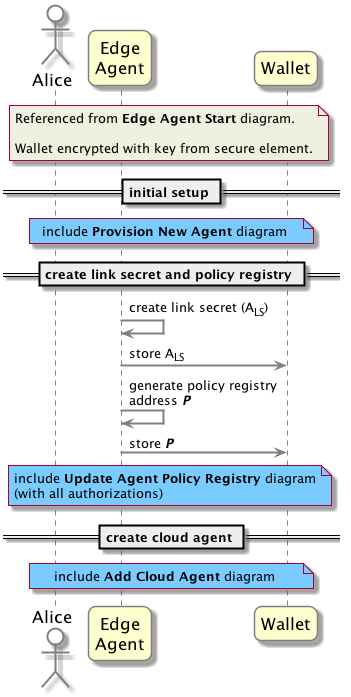 Alice
Edge
Agent
Wallet
Referenced from Edge Agent Start diagram.
Wallet encrypted with key from secure element.
initial setup
include Provision New Agent diagram
create link secret and policy registry
create link secret (ALS)
store ALS
generate policy registry
address P
store P
include Update Agent Policy Registry diagram
(with all authorizations)
create cloud agent
include Add Cloud Agent diagram
Alice
Edge
Agent
Wallet